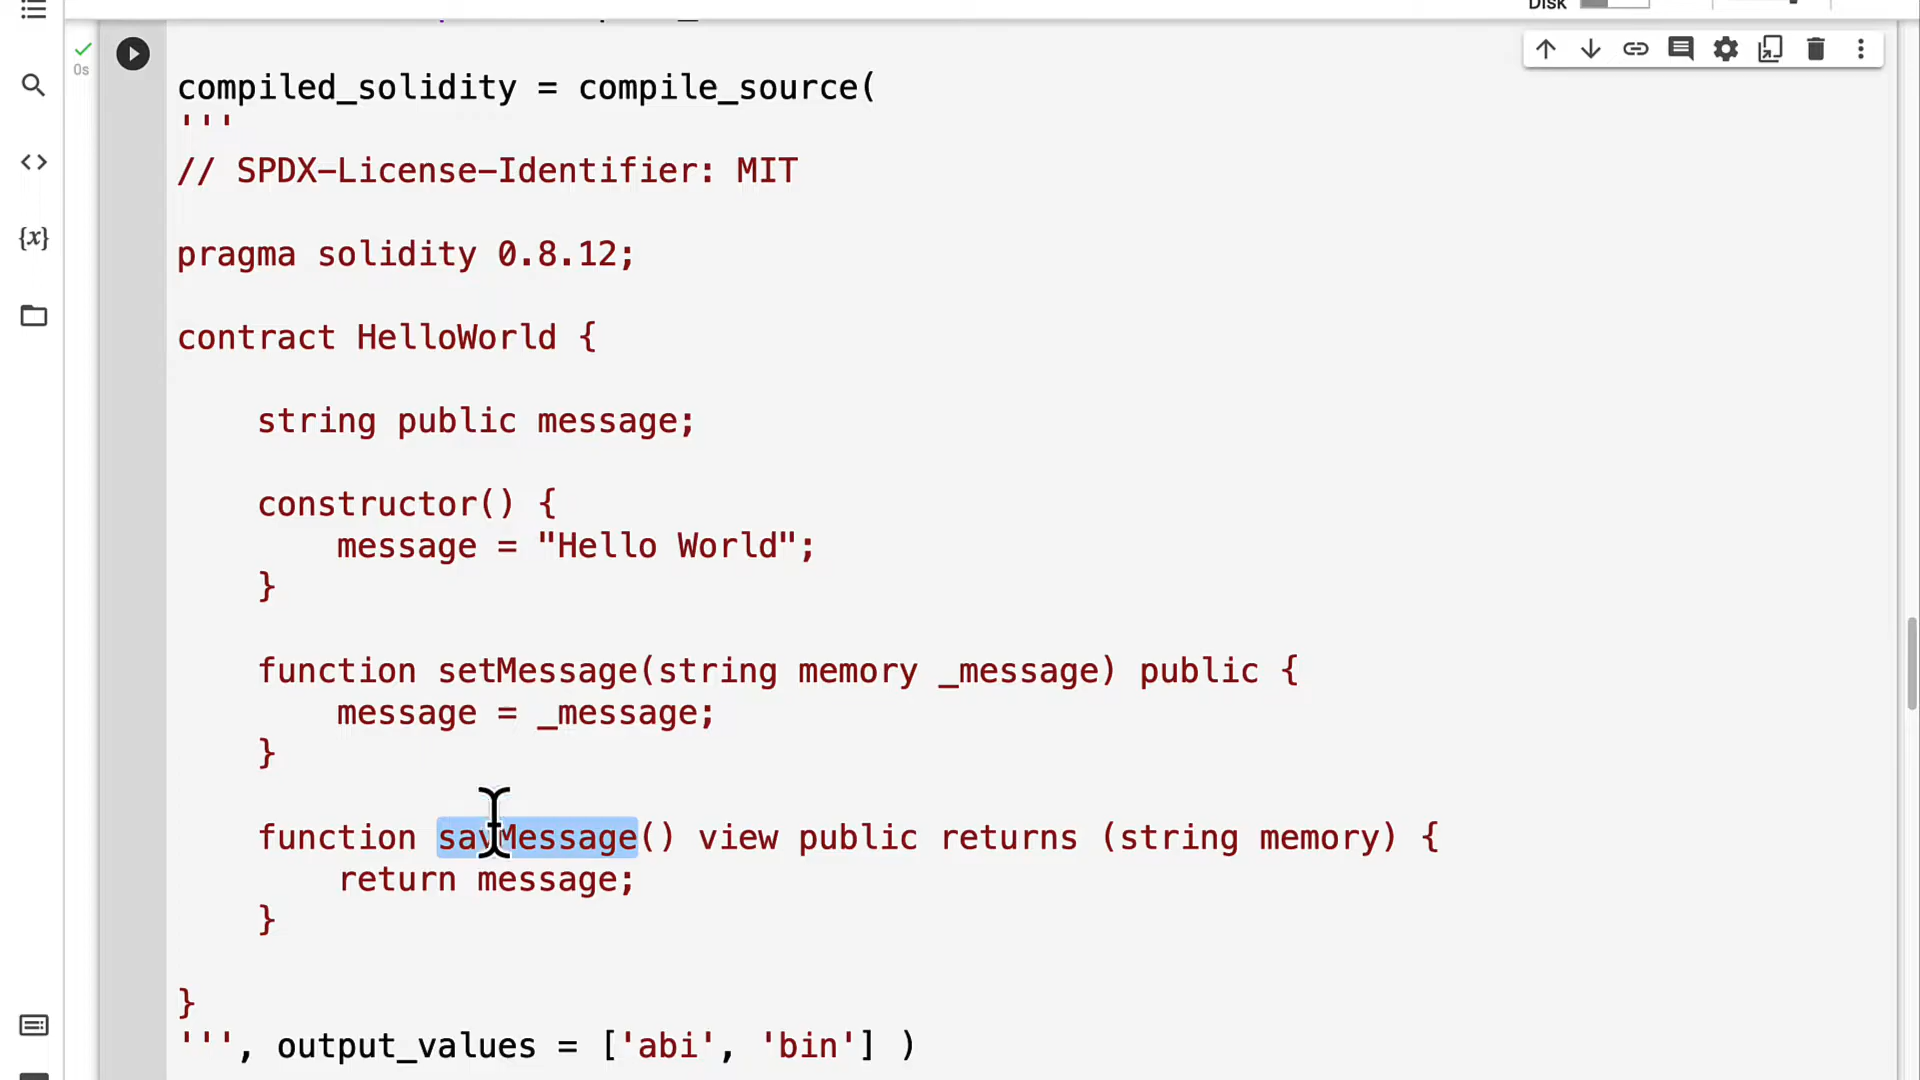 Disk
0s
compiled_solidity = compile_source(
'''
// SPDX-License-Identifier: MIT
pragma solidity 0.8.12;
contract HelloWorld {
string public message;
constructor() {
message = "Hello World";
}
function setMessage(string memory _message) public {
message = _message;
}
function sayMessage() view public returns (string memory) {
return message;
}
}
''', output_values = ['abi', 'bin'] )